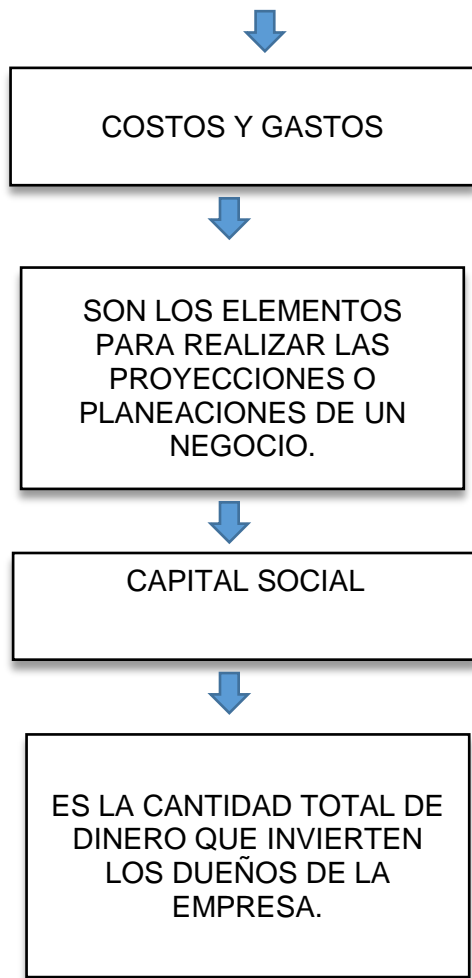 COSTOS Y GASTOS
SON LOS ELEMENTOS
PARA REALIZAR LAS
PROYECCIONES O
PLANEACIONES DE UN
NEGOCIO.
CAPITAL SOCIAL
ES LA CANTIDAD TOTAL DE
DINERO QUE INVIERTEN
LOS DUEÑOS DE LA
EMPRESA.